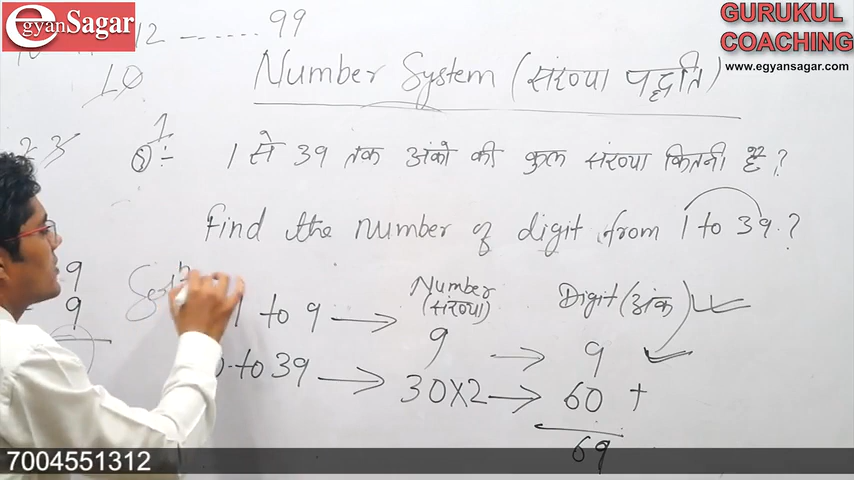 egyanSagar
GURUKUL
COACHING
www.egyansagar.com
12 ------- 99
10
Number System (संख्या पद्धति)
1 से 39 तक अंको की कुल संख्या कितनी है ?
Find the number of digit from 1 to 39 ?
Number
(संख्या)
Digit (अंक)
9
9
1 to 9 → 9 → 9
to 39 → 30×2 → 60 +
69
7004551312